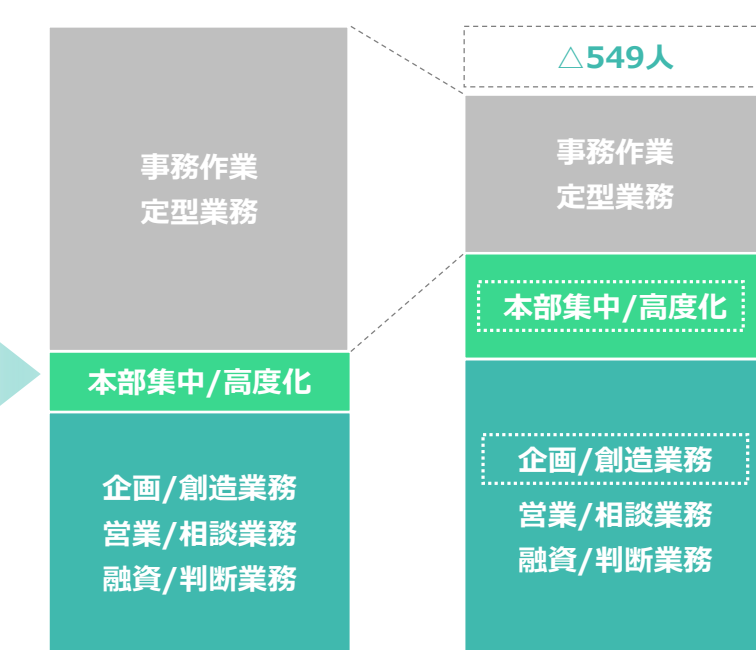 事務作業
定型業務
本部集中/高度化
企画/創造業務
営業/相談業務
融資/判断業務
△549人
事務作業
定型業務
本部集中/高度化
企画/創造業務
営業/相談業務
融資/判断業務